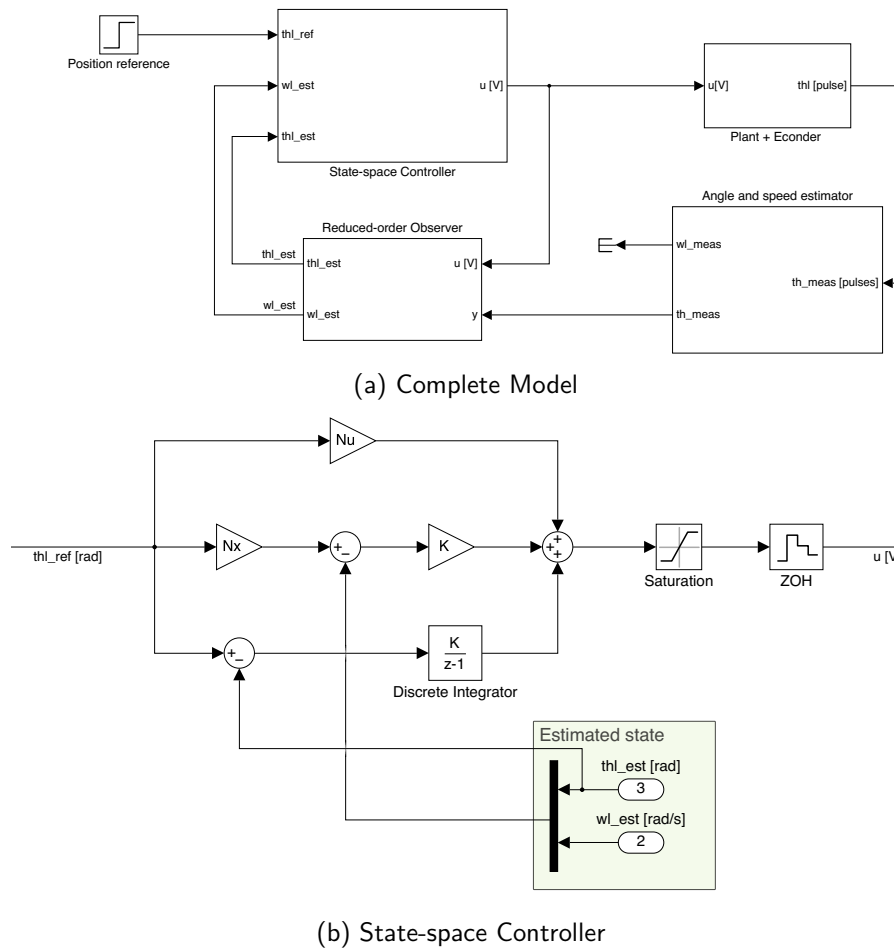 thl_ref
Position reference
wl_est
u [V]
thl_est
State-space Controller
u[V]
thl [pulse]
Plant + Econder
Angle and speed estimator
wl_meas
th_meas [pulses]
th_meas
Reduced-order Observer
thl_est
thl_est
u [V]
wl_est
wl_est
y
(a) Complete Model
Nu
thl_ref [rad]
Nx
+
−
K
+
+
+
Saturation
ZOH
u [V
+
−
K
z-1
Discrete Integrator
Estimated state
thl_est [rad]
3
wl_est [rad/s]
2
(b) State-space Controller